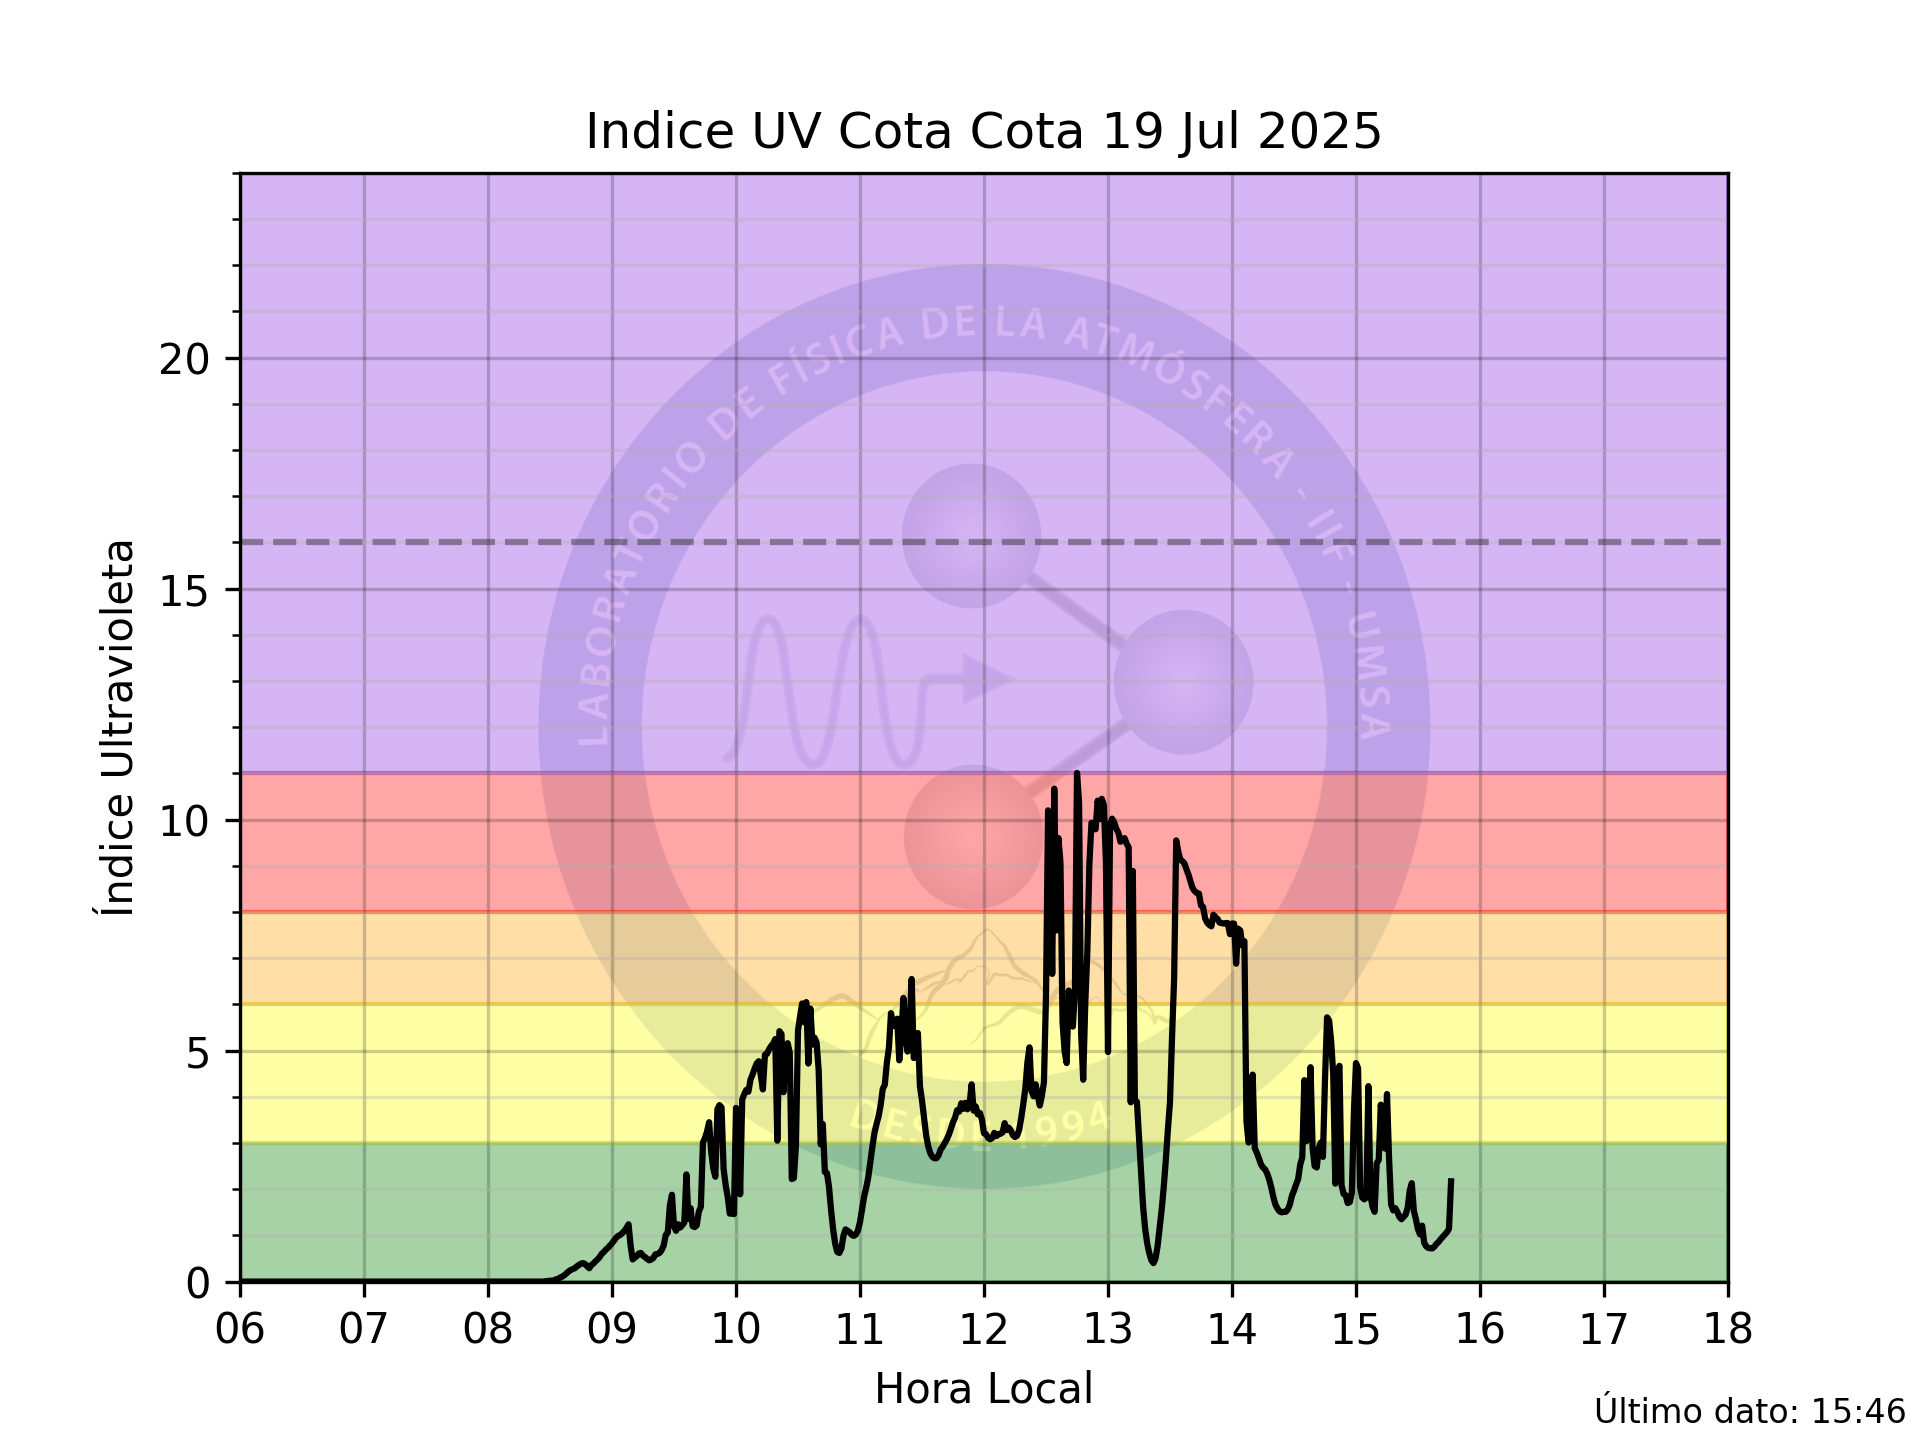 Indice UV Cota Cota 19 Jul 2025
Índice Ultravioleta
20
15
10
5
0
LABORATORIO DE FÍSICA DE LA ATMÓSFERA - IIF - UMSA
DESDE 1994
06 07 08 09 10 11 12 13 14 15 16 17 18
Hora Local
Último dato: 15:46